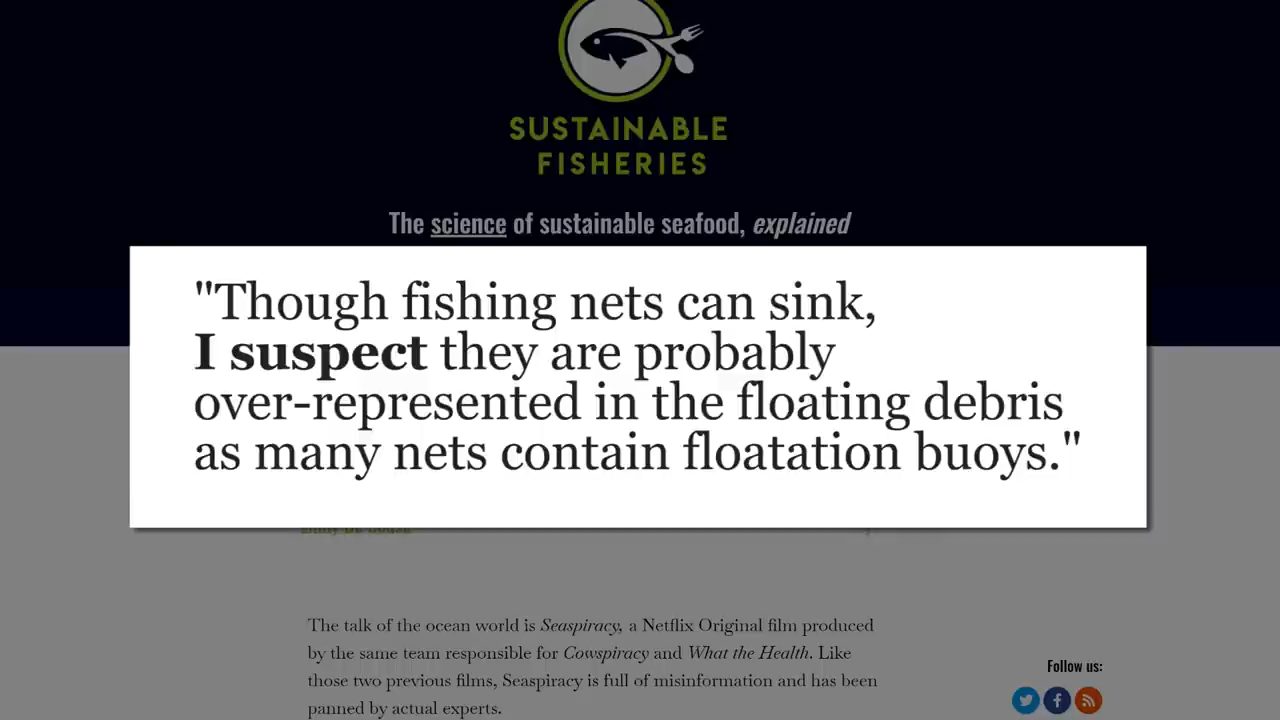 SUSTAINABLE
FISHERIES
The science of sustainable seafood, explained
"Though fishing nets can sink,
I suspect they are probably
over-represented in the floating debris
as many nets contain floatation buoys."
The talk of the ocean world is Seaspiracy, a Netflix Original film produced
by the same team responsible for Cowspiracy and What the Health. Like
those two previous films, Seaspiracy is full of misinformation and has been
panned by actual experts.
Follow us: